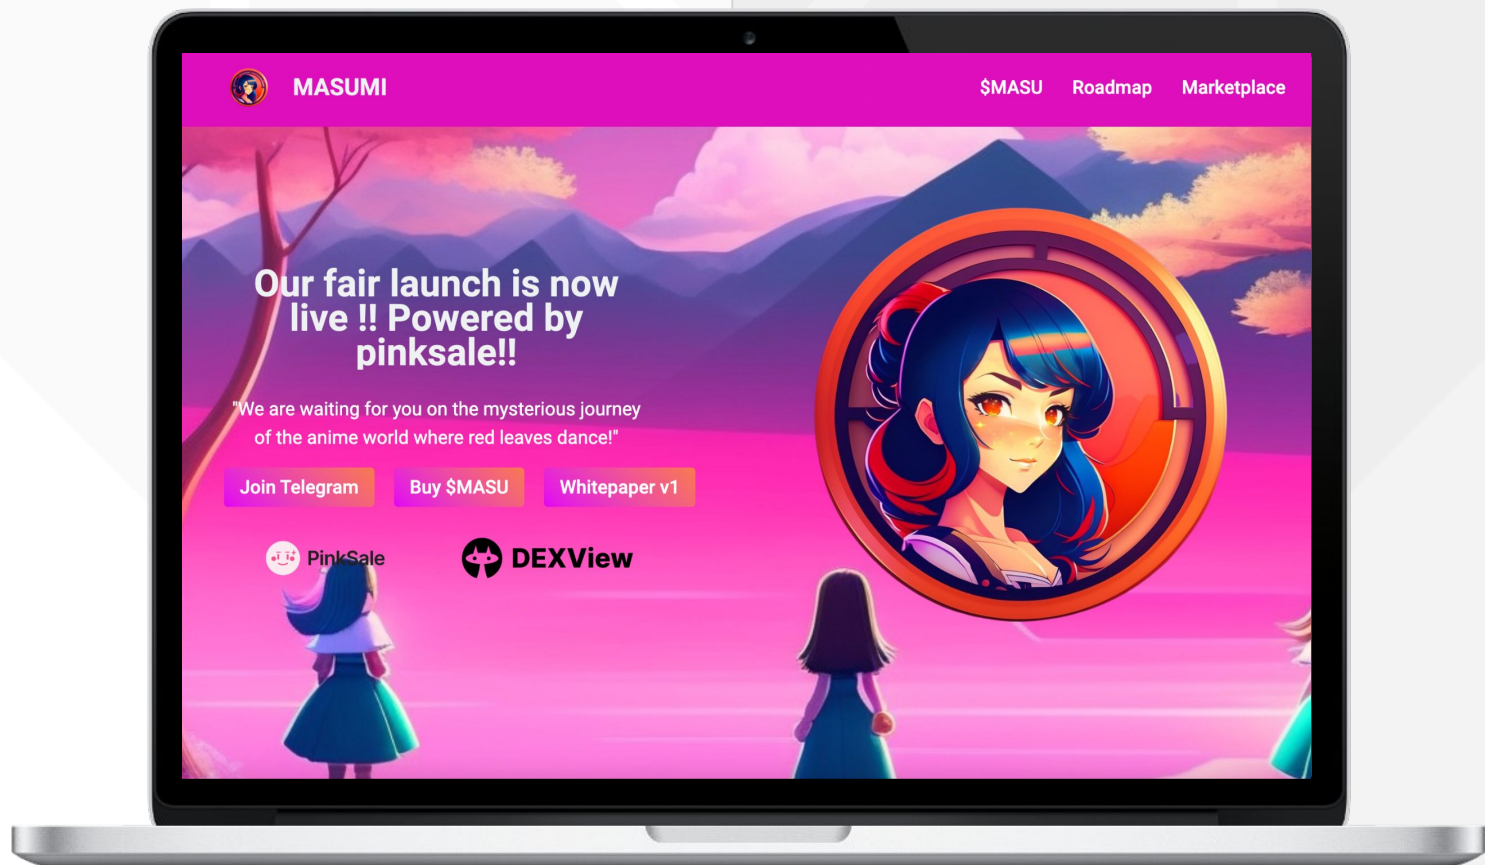 MASUMI
$MASU
Roadmap
Marketplace
Our fair launch is now
live !! Powered by
pinksale!!
"We are waiting for you on the mysterious journey
of the anime world where red leaves dance!"
Join Telegram
Buy $MASU
Whitepaper v1
PinkSale
DEXView